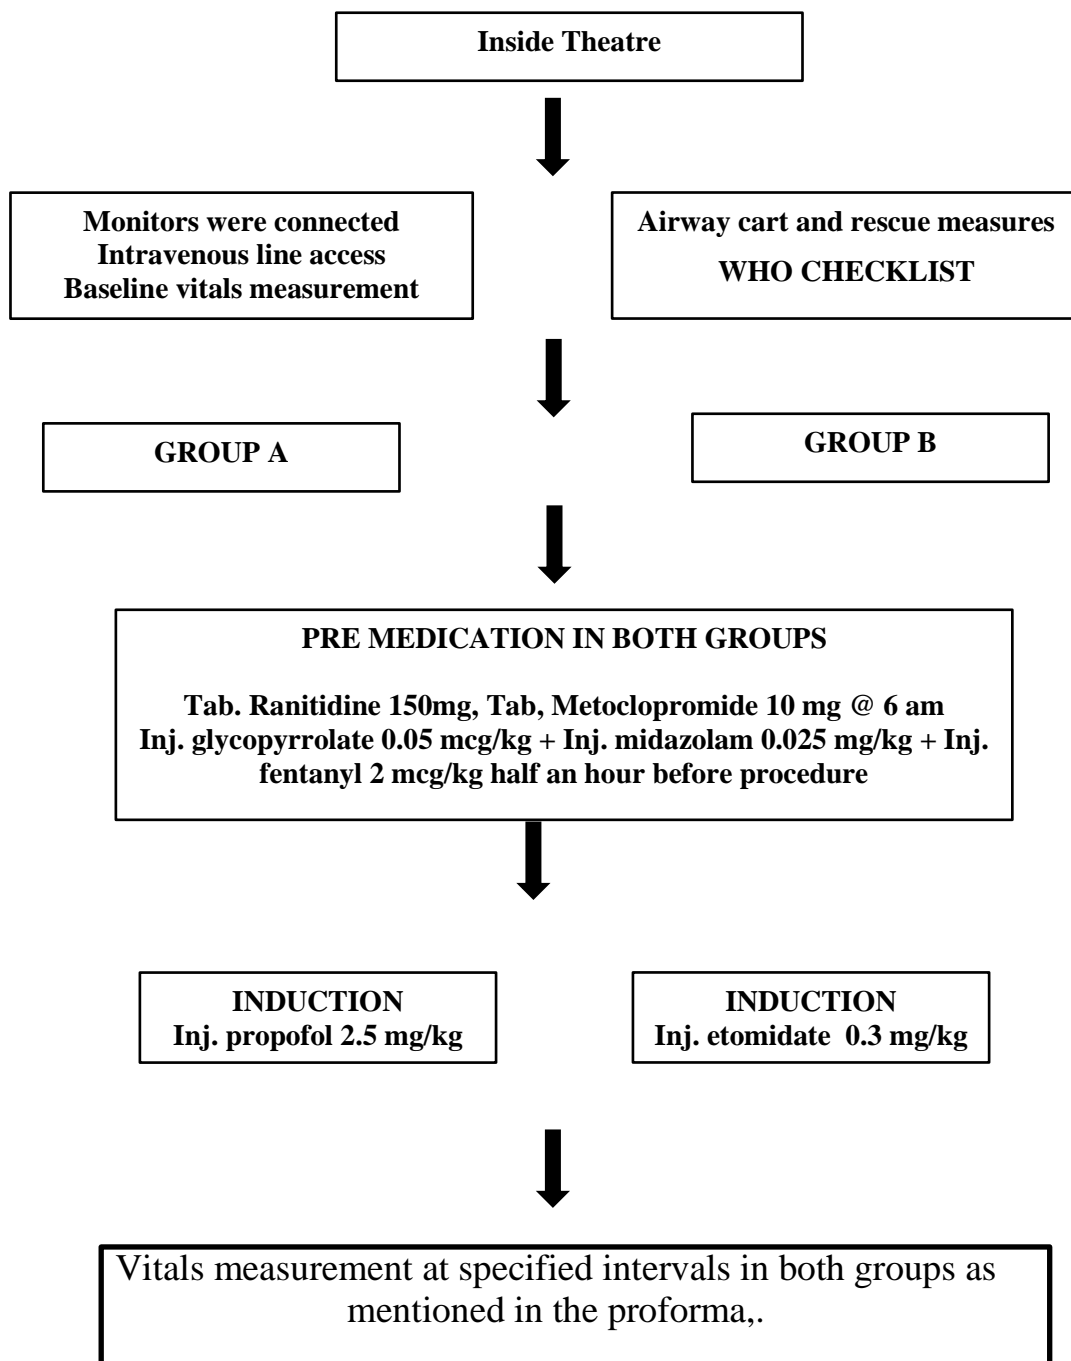 Inside Theatre
Monitors were connected
Intravenous line access
Baseline vitals measurement
Airway cart and rescue measures
WHO CHECKLIST
GROUP A
GROUP B
PRE MEDICATION IN BOTH GROUPS
Tab. Ranitidine 150mg, Tab, Metoclopromide 10 mg @ 6 am
Inj. glycopyrrolate 0.05 mcg/kg + Inj. midazolam 0.025 mg/kg + Inj.
fentanyl 2 mcg/kg half an hour before procedure
INDUCTION
Inj. propofol 2.5 mg/kg
INDUCTION
Inj. etomidate 0.3 mg/kg
Vitals measurement at specified intervals in both groups as
mentioned in the proforma,.